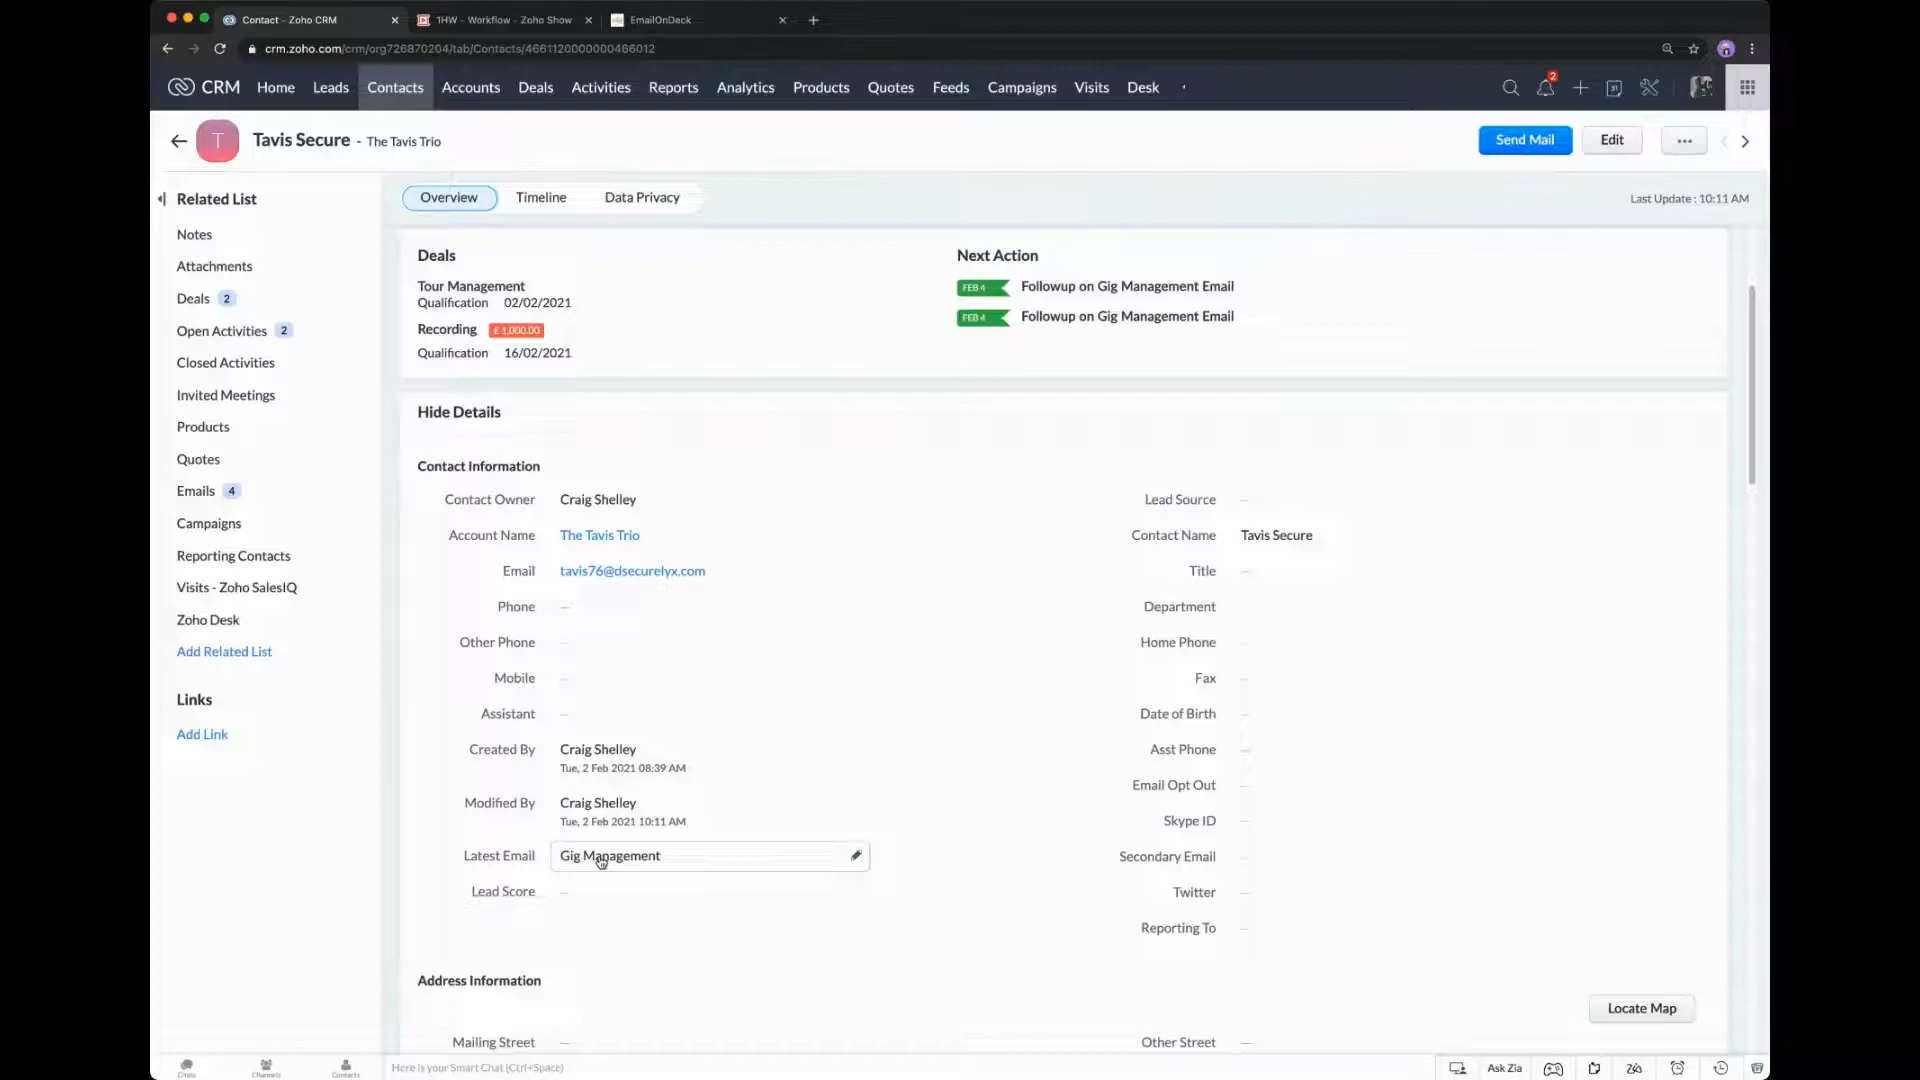 Contact - Zoho CRM
1HW - Workflow - Zoho Show
EmailOnDeck
crm.zoho.com/crm/org726870204/tab/Contacts/4661120000000466012
CRM
Home
Leads
Contacts
Accounts
Deals
Activities
Reports
Analytics
Products
Quotes
Feeds
Campaigns
Visits
Desk
2
31
T
Tavis Secure - The Tavis Trio
Send Mail
Edit
Related List
Notes
Attachments
Deals 2
Open Activities 2
Closed Activities
Invited Meetings
Products
Quotes
Emails 4
Campaigns
Reporting Contacts
Visits - Zoho SalesIQ
Zoho Desk
Add Related List
Links
Add Link
Overview
Timeline
Data Privacy
Last Update : 10:11 AM
Deals
Tour Management
Qualification 02/02/2021
Recording £ 1,000.00
Qualification 16/02/2021
Next Action
FEB 4 Followup on Gig Management Email
FEB 4 Followup on Gig Management Email
Hide Details
Contact Information
Contact Owner Craig Shelley
Account Name The Tavis Trio
Email tavis76@dsecurelyx.com
Phone —
Other Phone —
Mobile —
Assistant —
Created By Craig Shelley
Tue, 2 Feb 2021 08:39 AM
Modified By Craig Shelley
Tue, 2 Feb 2021 10:11 AM
Latest Email Gig Management
Lead Score —
Lead Source —
Contact Name Tavis Secure
Title —
Department
Home Phone
Fax —
Date of Birth —
Asst Phone —
Email Opt Out —
Skype ID —
Secondary Email
Twitter —
Reporting To —
Address Information
Locate Map
Mailing Street —
Other Street —
Chats
Channels
Contacts
Here is your Smart Chat (Ctrl+Space)
Ask Zia